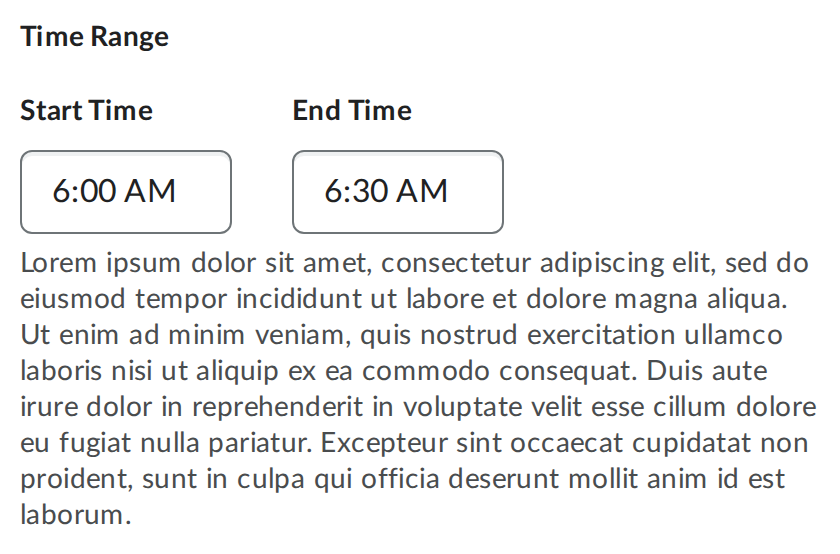 Time Range
Start Time End Time
6:00 AM 6:30 AM
Lorem ipsum dolor sit amet, consectetur adipiscing elit, sed do
eiusmod tempor incididunt ut labore et dolore magna aliqua.
Ut enim ad minim veniam, quis nostrud exercitation ullamco
laboris nisi ut aliquip ex ea commodo consequat. Duis aute
irure dolor in reprehenderit in voluptate velit esse cillum dolore
eu fugiat nulla pariatur. Excepteur sint occaecat cupidatat non
proident, sunt in culpa qui officia deserunt mollit anim id est
laborum.